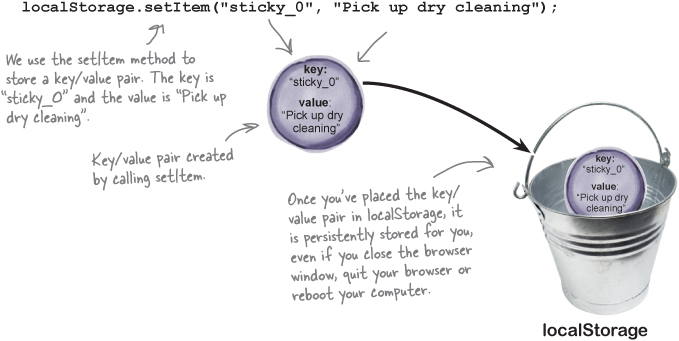 localStorage.setItem("sticky_0", "Pick up dry cleaning");
We use the setItem method to
store a key/value pair. The key is
“sticky_0” and the value is “Pick up
dry cleaning”.
key:
“sticky_0”
value:
“Pick up dry
cleaning”
Key/value pair created
by calling setItem.
Once you’ve placed the key/
value pair in localStorage, it
is persistently stored for you,
even if you close the browser
window, quit your browser or
reboot your computer.
key:
“sticky_0”
value:
“Pick up dry
cleaning”
localStorage